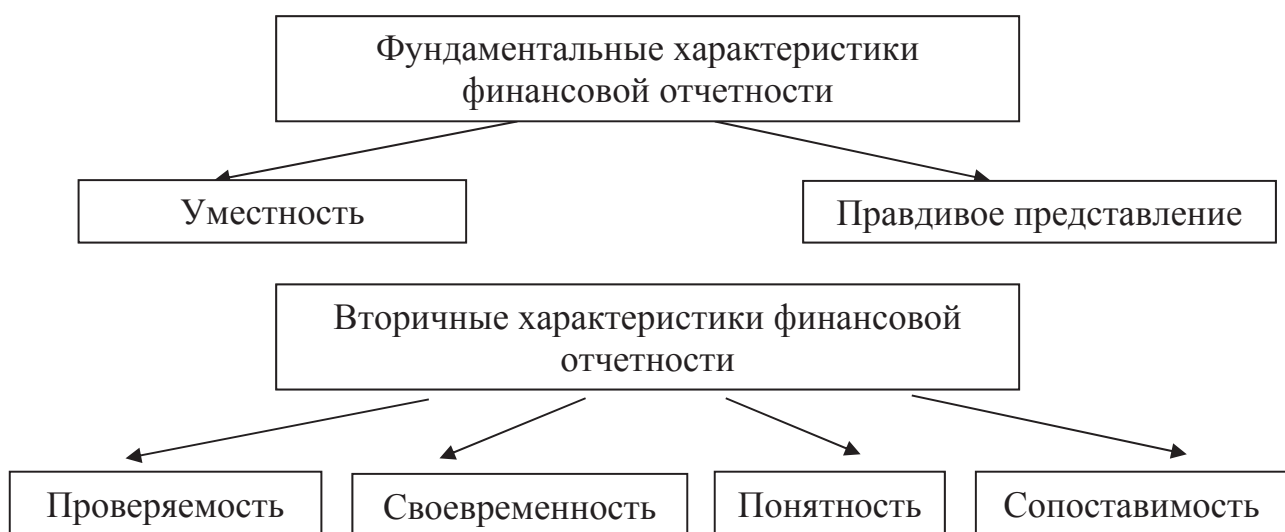 Фундаментальные характеристики
финансовой отчетности
Уместность
Правдивое представление
Вторичные характеристики финансовой
отчетности
Проверяемость
Своевременность
Понятность
Сопоставимость